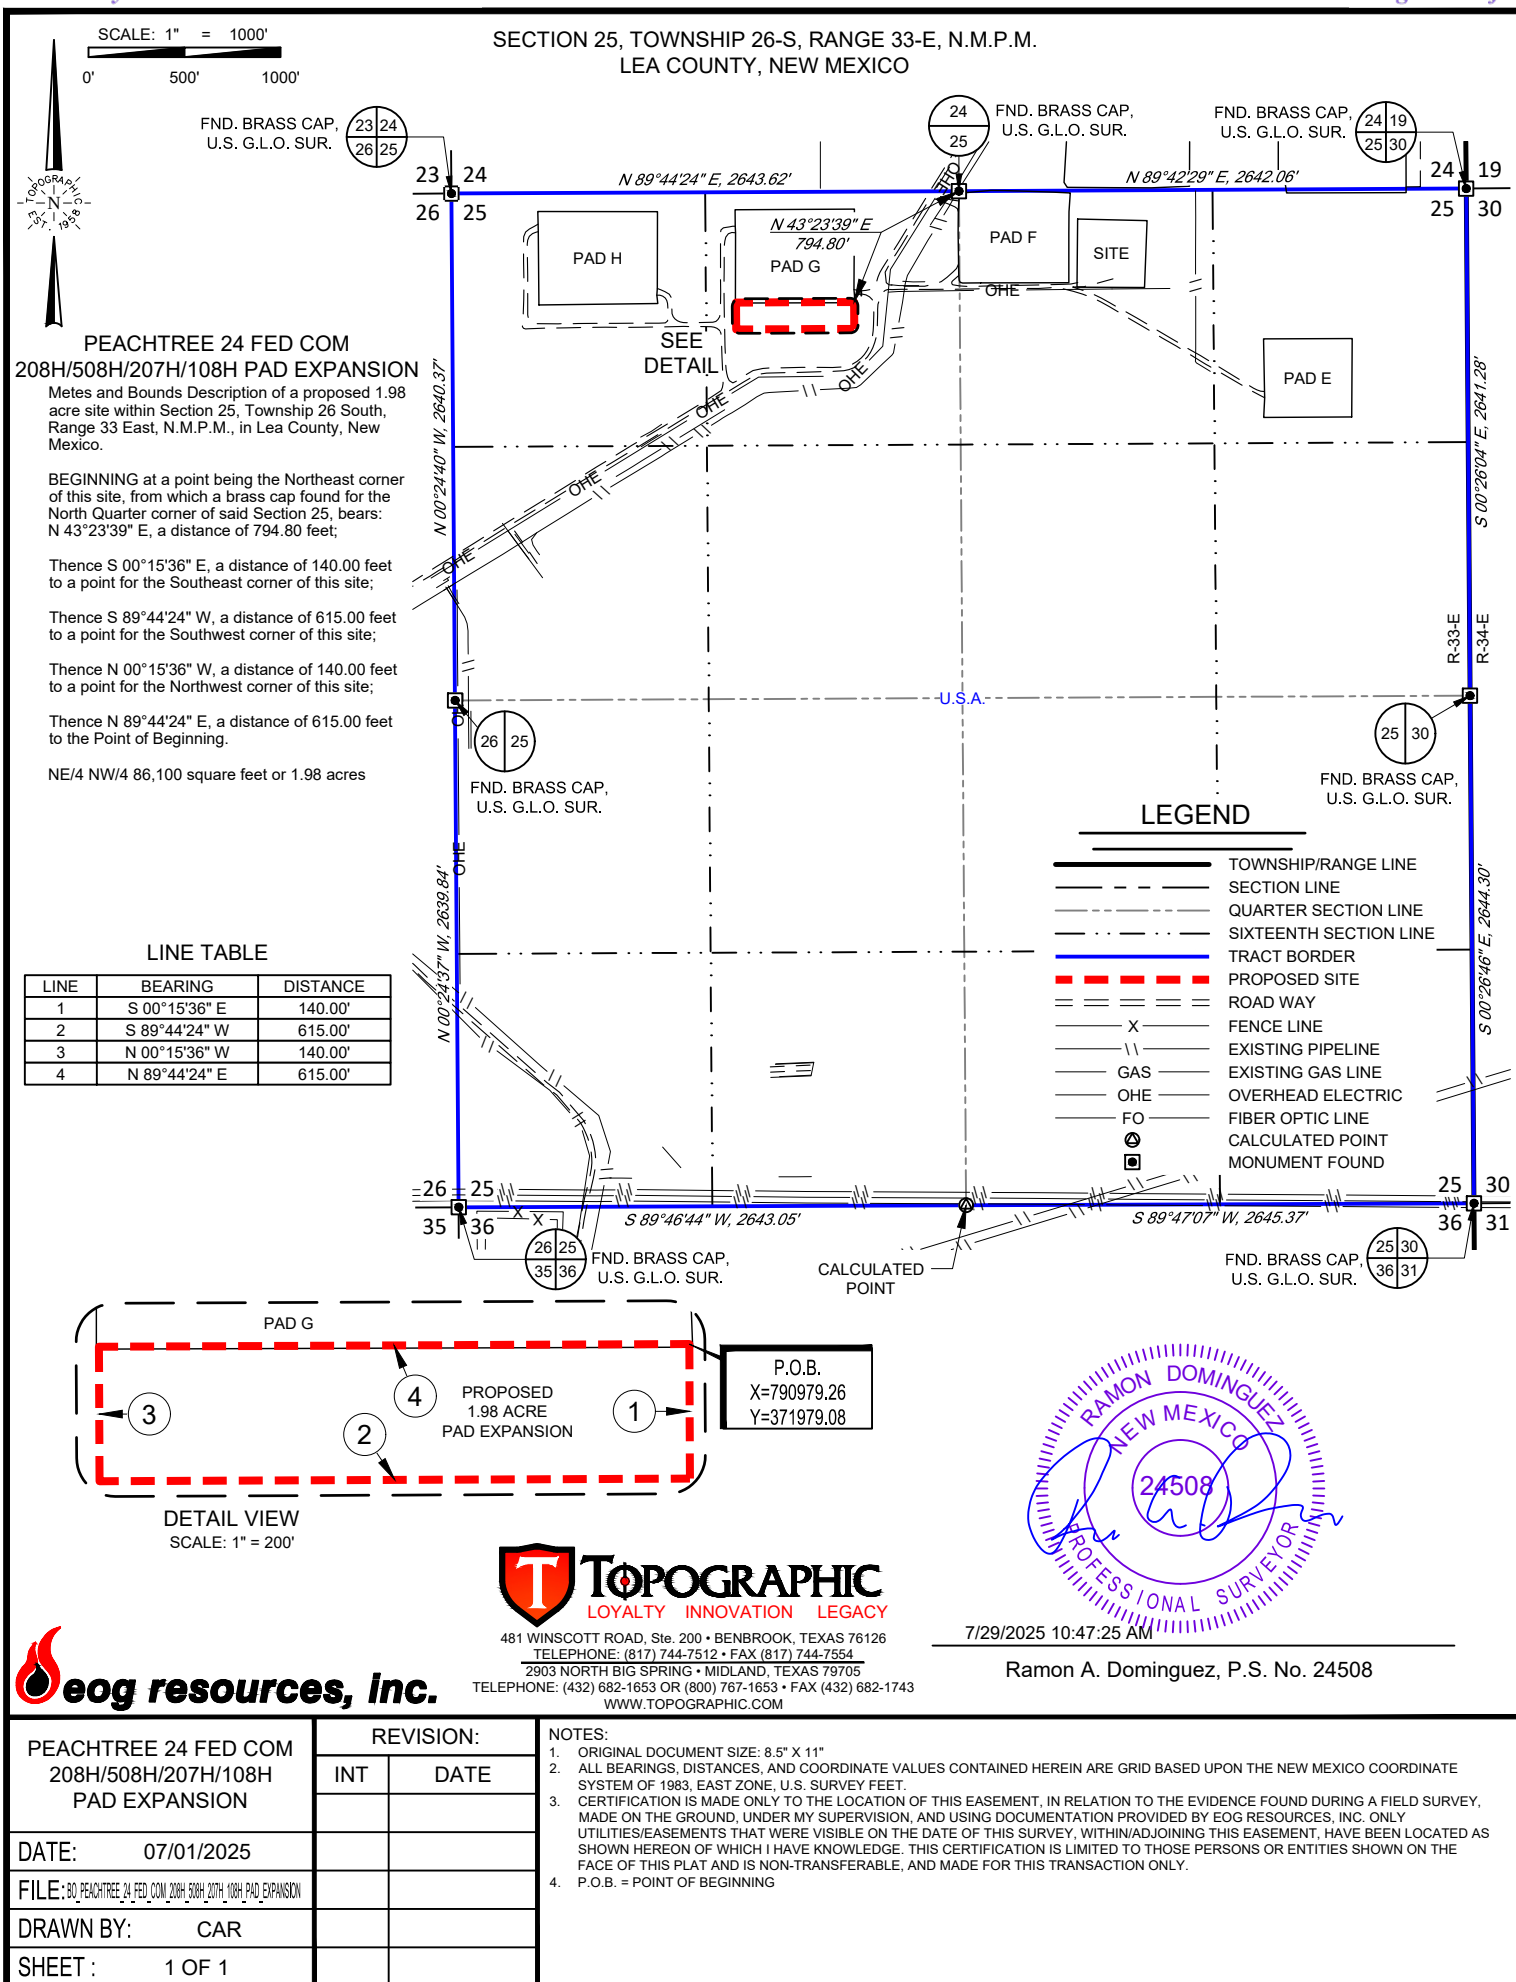 SCALE: 1" = 1000'
0' 500' 1000'
SECTION 25, TOWNSHIP 26-S, RANGE 33-E, N.M.P.M.
LEA COUNTY, NEW MEXICO
TOPOGRAPHIC
N
EST. 1958
FND. BRASS CAP,
U.S. G.L.O. SUR.
23 24
26 25
24
25
FND. BRASS CAP,
U.S. G.L.O. SUR.
FND. BRASS CAP,
U.S. G.L.O. SUR.
24 19
25 30
23 24
26 25
N 89°44'24" E, 2643.62'
N 89°42'29" E, 2642.06'
24 19
25 30
OHE
PAD H
N 43°23'39" E
794.80'
PAD G
PAD F
SITE
OHE
SEE
DETAIL
PAD E
OHE
OHE
OHE
OHE
N 00°24'40" W, 2640.37'
S 00°26'04" E, 2641.28'
PEACHTREE 24 FED COM
208H/508H/207H/108H PAD EXPANSION
Metes and Bounds Description of a proposed 1.98
acre site within Section 25, Township 26 South,
Range 33 East, N.M.P.M., in Lea County, New
Mexico.
BEGINNING at a point being the Northeast corner
of this site, from which a brass cap found for the
North Quarter corner of said Section 25, bears:
N 43°23'39" E, a distance of 794.80 feet;
Thence S 00°15'36" E, a distance of 140.00 feet
to a point for the Southeast corner of this site;
Thence S 89°44'24" W, a distance of 615.00 feet
to a point for the Southwest corner of this site;
Thence N 00°15'36" W, a distance of 140.00 feet
to a point for the Northwest corner of this site;
Thence N 89°44'24" E, a distance of 615.00 feet
to the Point of Beginning.
NE/4 NW/4 86,100 square feet or 1.98 acres
R-33-E
R-34-E
U.S.A.
26 25
FND. BRASS CAP,
U.S. G.L.O. SUR.
25 30
FND. BRASS CAP,
U.S. G.L.O. SUR.
OHE
N 00°24'37" W, 2639.84'
S 00°26'46" E, 2644.30'
LEGEND
TOWNSHIP/RANGE LINE
SECTION LINE
QUARTER SECTION LINE
SIXTEENTH SECTION LINE
TRACT BORDER
PROPOSED SITE
ROAD WAY
X FENCE LINE
\\ EXISTING PIPELINE
GAS EXISTING GAS LINE
OHE OVERHEAD ELECTRIC
FO FIBER OPTIC LINE
CALCULATED POINT
MONUMENT FOUND
LINE TABLE
LINE BEARING DISTANCE
1 S 00°15'36" E 140.00'
2 S 89°44'24" W 615.00'
3 N 00°15'36" W 140.00'
4 N 89°44'24" E 615.00'
26 25
35 36
X X
S 89°46'44" W, 2643.05'
S 89°47'07" W, 2645.37'
25 30
36 31
26 25
35 36
FND. BRASS CAP,
U.S. G.L.O. SUR.
CALCULATED
POINT
FND. BRASS CAP,
U.S. G.L.O. SUR.
25 30
36 31
PAD G
3
4
2
1
PROPOSED
1.98 ACRE
PAD EXPANSION
P.O.B.
X=790979.26
Y=371979.08
DETAIL VIEW
SCALE: 1" = 200'
RAMON DOMINGUEZ
NEW MEXICO
24508
PROFESSIONAL SURVEYOR
7/29/2025 10:47:25 AM
Ramon A. Dominguez, P.S. No. 24508
T TOPOGRAPHIC
LOYALTY INNOVATION LEGACY
481 WINSCOTT ROAD, Ste. 200 • BENBROOK, TEXAS 76126
TELEPHONE: (817) 744-7512 • FAX (817) 744-7554
2903 NORTH BIG SPRING • MIDLAND, TEXAS 79705
TELEPHONE: (432) 682-1653 OR (800) 767-1653 • FAX (432) 682-1743
WWW.TOPOGRAPHIC.COM
eog resources, inc.
PEACHTREE 24 FED COM
208H/508H/207H/108H
PAD EXPANSION
DATE: 07/01/2025
FILE: BO_PEACHTREE_24_FED_COM_208H_508H_207H_108H_PAD_EXPANSION
DRAWN BY: CAR
SHEET : 1 OF 1
REVISION:
INT DATE
NOTES:
1. ORIGINAL DOCUMENT SIZE: 8.5" X 11"
2. ALL BEARINGS, DISTANCES, AND COORDINATE VALUES CONTAINED HEREIN ARE GRID BASED UPON THE NEW MEXICO COORDINATE
SYSTEM OF 1983, EAST ZONE, U.S. SURVEY FEET.
3. CERTIFICATION IS MADE ONLY TO THE LOCATION OF THIS EASEMENT, IN RELATION TO THE EVIDENCE FOUND DURING A FIELD SURVEY,
MADE ON THE GROUND, UNDER MY SUPERVISION, AND USING DOCUMENTATION PROVIDED BY EOG RESOURCES, INC. ONLY
UTILITIES/EASEMENTS THAT WERE VISIBLE ON THE DATE OF THIS SURVEY, WITHIN/ADJOINING THIS EASEMENT, HAVE BEEN LOCATED AS
SHOWN HEREON OF WHICH I HAVE KNOWLEDGE. THIS CERTIFICATION IS LIMITED TO THOSE PERSONS OR ENTITIES SHOWN ON THE
FACE OF THIS PLAT AND IS NON-TRANSFERABLE, AND MADE FOR THIS TRANSACTION ONLY.
4. P.O.B. = POINT OF BEGINNING